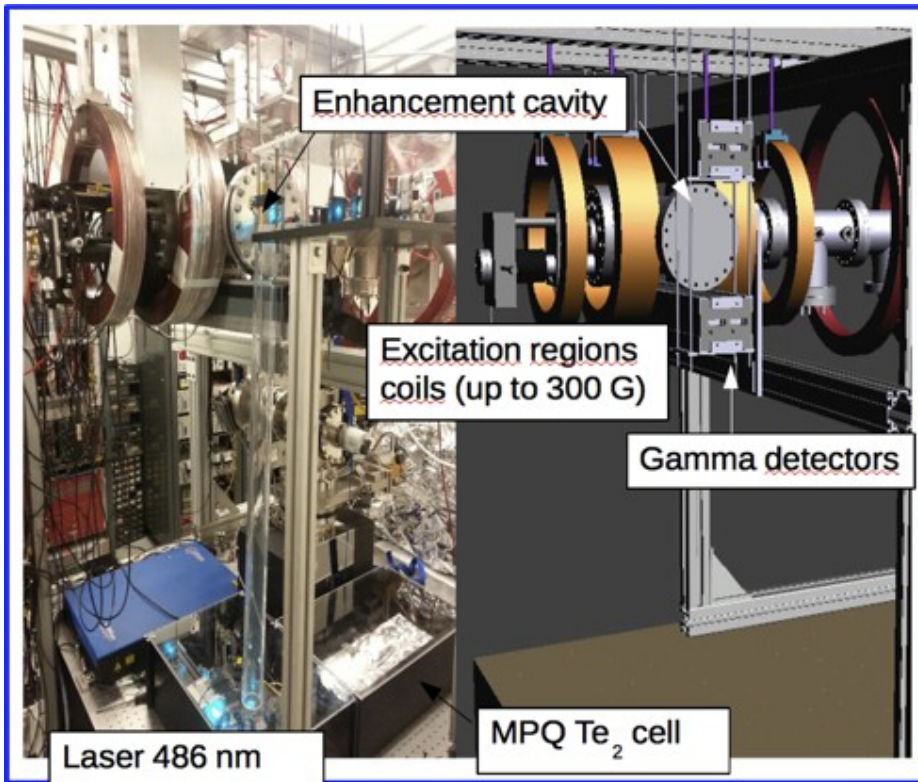 Enhancement cavity
Excitation regions
coils (up to 300 G)
Gamma detectors
MPQ Te₂ cell
Laser 486 nm